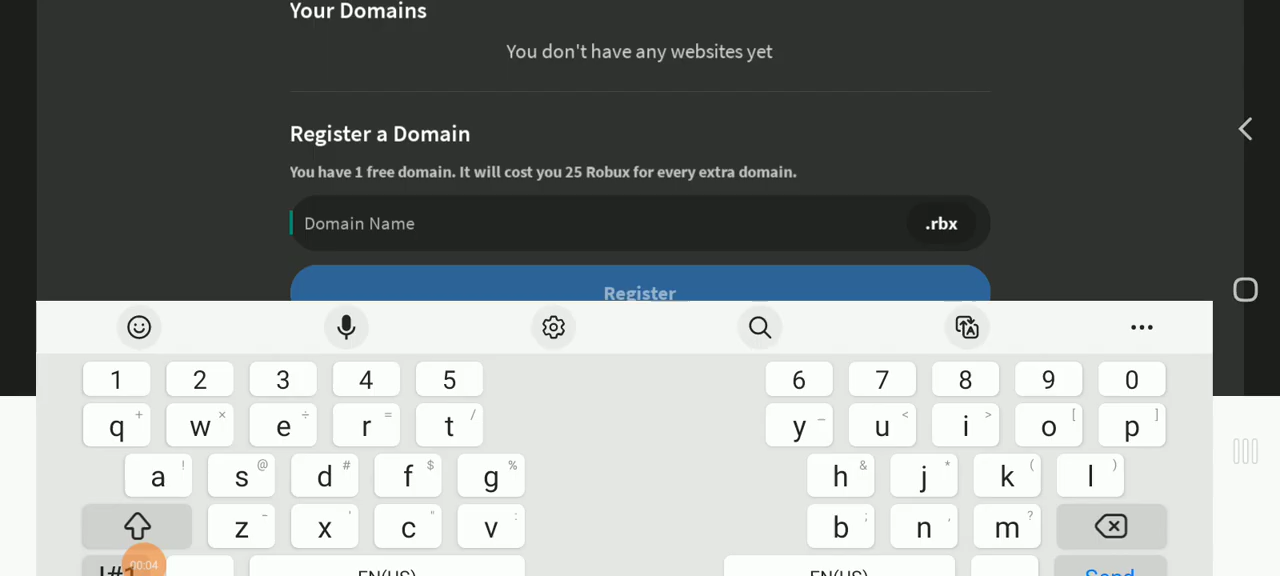 Your Domains
You don't have any websites yet
Register a Domain
You have 1 free domain. It will cost you 25 Robux for every extra domain.
Domain Name .rbx
Register
1 2 3 4 5 6 7 8 9 0
q + w × e ÷ r = t / y _ u < i > o [ p ]
a ! s @ d # f $ g % h & j * k ( l )
z - x ' c " v : b ; n , m ?
!#1 00:04 EN(US) EN(US) Send